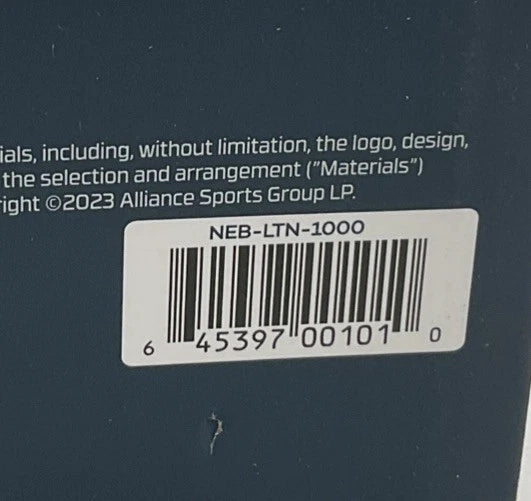 ials, including, without limitation, the logo, design,
the selection and arrangement ("Materials")
right ©2023 Alliance Sports Group LP.
NEB-LTN-1000
6 45397 00101 0